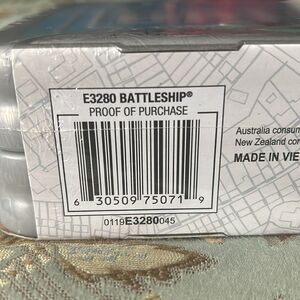 E3280 BATTLESHIP®
PROOF OF PURCHASE
6 30509 75071 9
0119E3280045
Australia consum
New Zealand con
MADE IN VIE